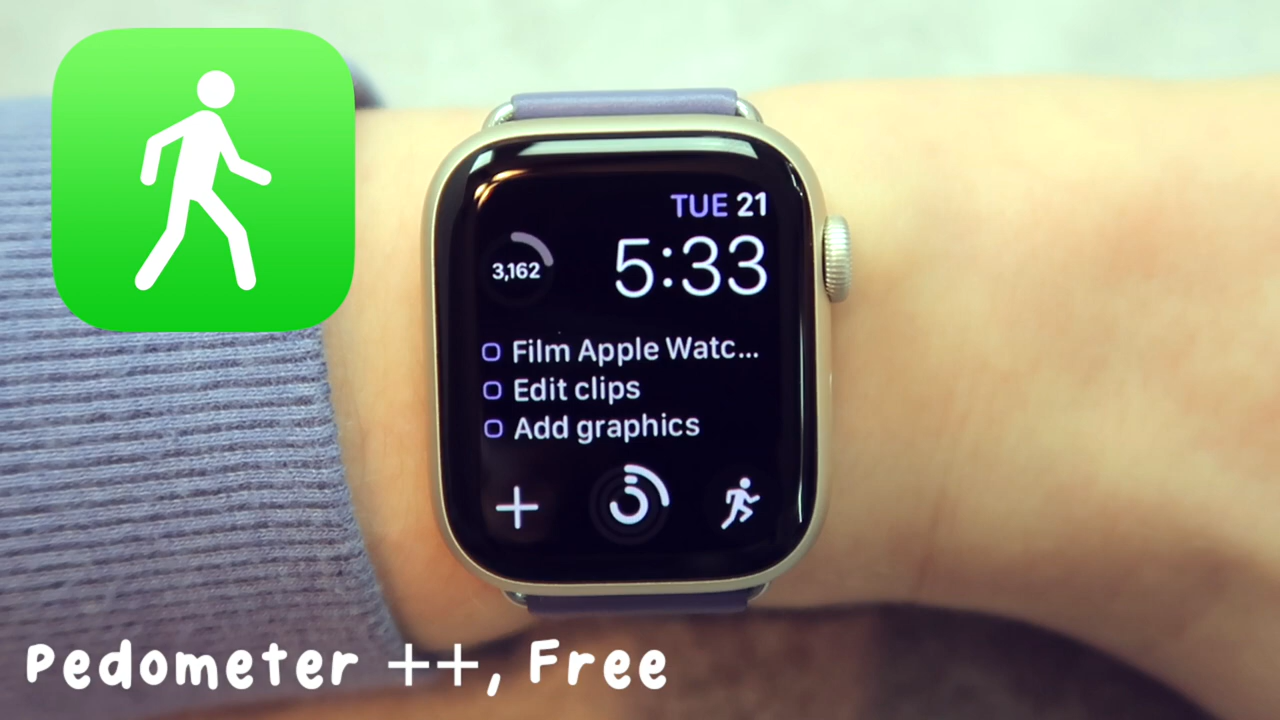 TUE 21
3,162
5:33
Film Apple Watc...
Edit clips
Add graphics
Pedometer ++, Free